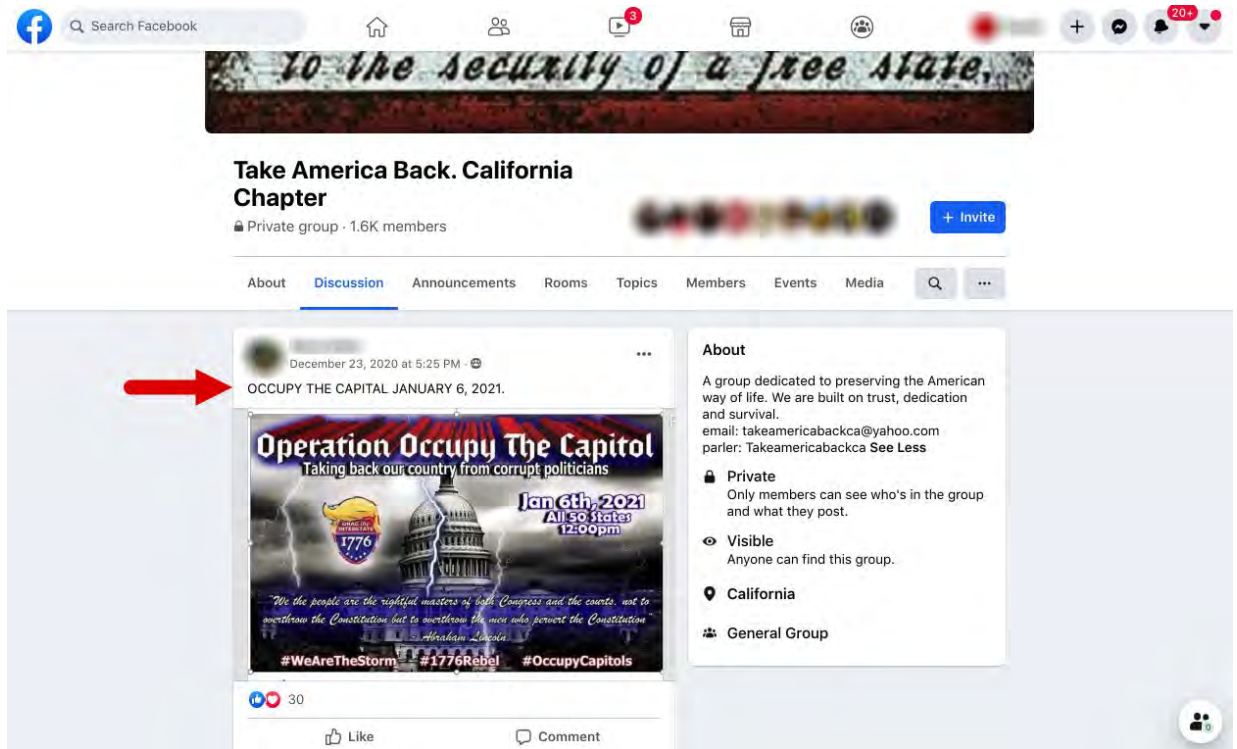 Search Facebook
3
20+
to the security of a free state,
Take America Back. California
Chapter
Private group · 1.6K members
+ Invite
About Discussion Announcements Rooms Topics Members Events Media
December 23, 2020 at 5:25 PM ·
OCCUPY THE CAPITAL JANUARY 6, 2021.
Operation Occupy The Capitol
Taking back our country from corrupt politicians
Jan 6th, 2021
All 50 States
12:00pm
1776
"We the people are the rightful masters of both Congress and the courts, not to
overthrow the Constitution but to overthrow the men who pervert the Constitution
- Abraham Lincoln
#WeAreTheStorm #1776Rebel #OccupyCapitols
30
Like Comment
About
A group dedicated to preserving the American
way of life. We are built on trust, dedication
and survival.
email: takeamericabackca@yahoo.com
parler: Takeamericabackca See Less
Private
Only members can see who's in the group
and what they post.
Visible
Anyone can find this group.
California
General Group
0